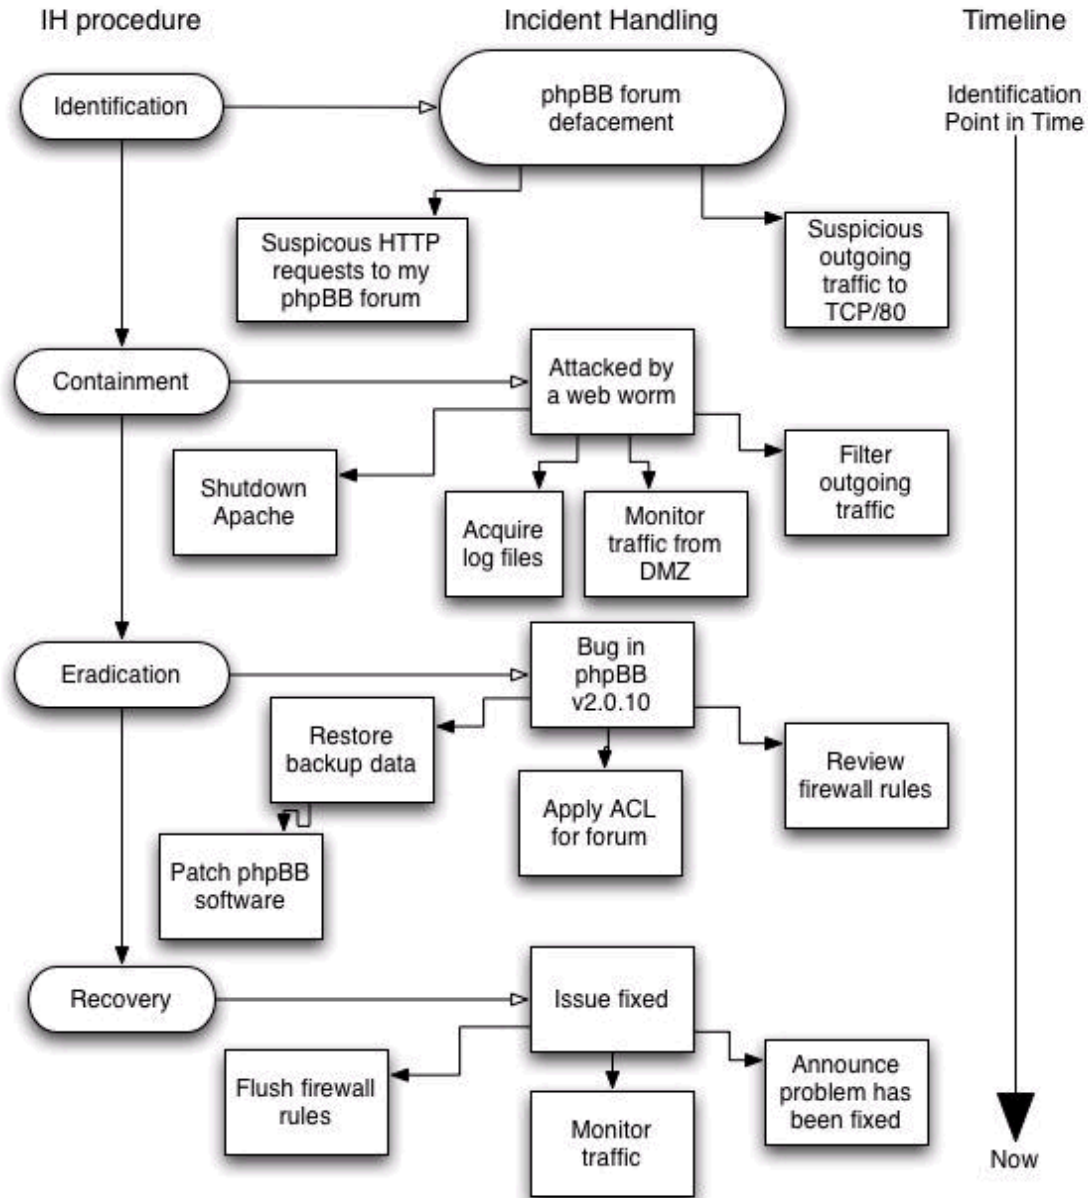 IH procedure
Incident Handling
Timeline
Identification
phpBB forum
defacement
Identification
Point in Time
Suspicous HTTP
requests to my
phpBB forum
Suspicious
outgoing
traffic to
TCP/80
Containment
Attacked by
a web worm
Shutdown
Apache
Acquire
log files
Monitor
traffic from
DMZ
Filter
outgoing
traffic
Eradication
Bug in
phpBB
v2.0.10
Restore
backup data
Patch phpBB
software
Apply ACL
for forum
Review
firewall rules
Recovery
Issue fixed
Flush firewall
rules
Monitor
traffic
Announce
problem has
been fixed
Now